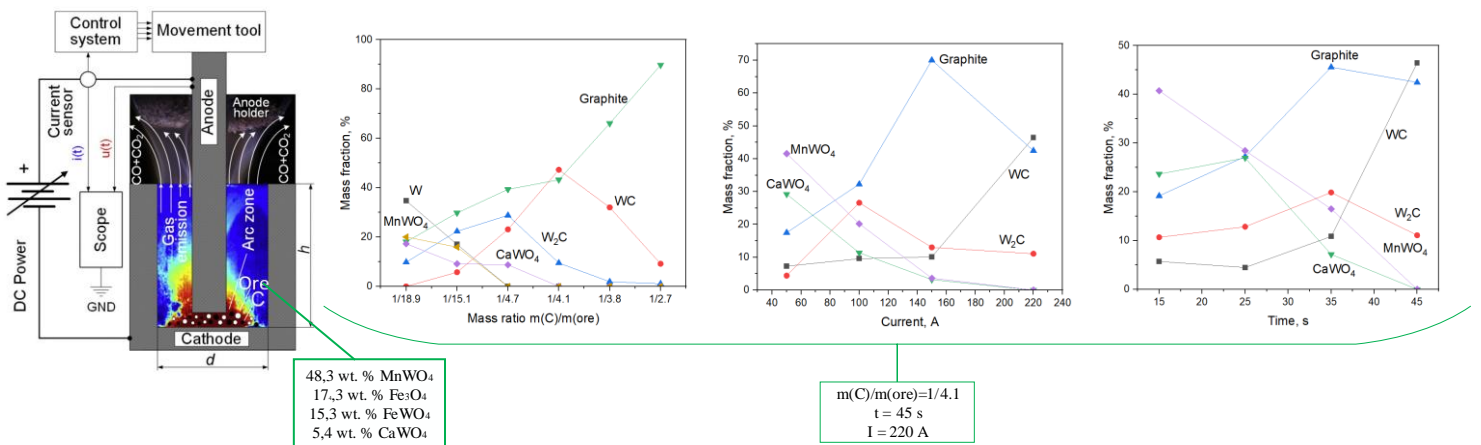 Control
system
Movement tool
Current
sensor
Anode
Anode
holder
CO+CO₂
CO+CO₂
i(t)
u(t)
+
DC Power
Scope
GND
Gas
emission
Arc zone
h
Ore
C
Cathode
d
48,3 wt. % MnWO₄
17,,3 wt. % Fe₃O₄
15,3 wt. % FeWO₄
5,4 wt. % CaWO₄
Mass fraction, %
100
80
60
40
20
0
W
MnWO₄
CaWO₄
W₂C
WC
Graphite
1/18.9 1/15.1 1/4.7 1/4.1 1/3.8 1/2.7
Mass ratio m(C)/m(ore)
Mass fraction, %
70
60
50
40
30
20
10
0
MnWO₄
CaWO₄
Graphite
WC
W₂C
40 60 80 100 120 140 160 180 200 220 240
Current, A
Mass fraction, %
50
40
30
20
10
0
Graphite
WC
W₂C
MnWO₄
CaWO₄
15 20 25 30 35 40 45
Time, s
m(C)/m(ore)=1/4.1
t = 45 s
I = 220 A